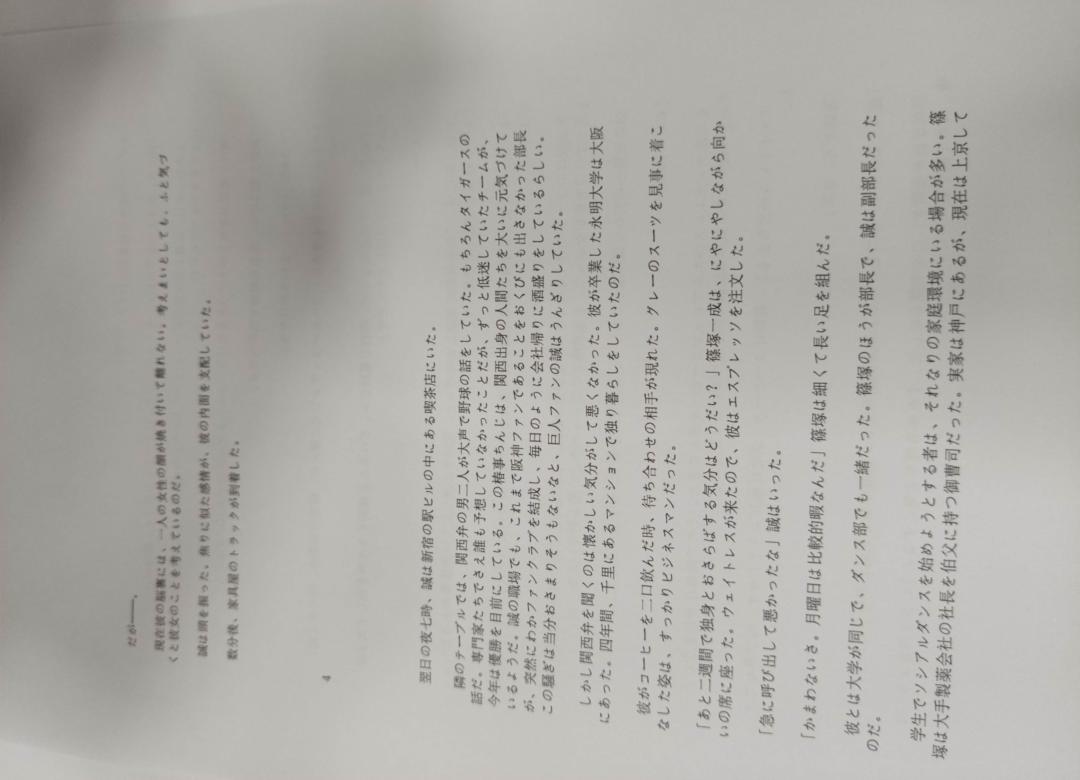 だが――。
現在彼の脳裏には、一人の女性の顔が焼き付いて離れない。考えまいとしても、ふと気づ
くと彼女のことを考えているのだ。
誠は頭を振った。焦りに似た感情が、彼の内面を支配していた。
数分後、家具屋のトラックが到着した。
4
翌日の夜七時、誠は新宿の駅ビルの中にある喫茶店にいた。
隣のテーブルでは、関西弁の男二人が大声で野球の話をしていた。もちろんタイガースの
話だ。専門家たちでさえ誰も予想していなかったことだが、ずっと低迷していたチームが、
今年は優勝を目前にしている。この椿事ちんじは、関西出身の人間たちを大いに元気づけて
いるようだ。誠の職場でも、これまで阪神ファンであることをおくびにも出さなかった部長
が、突然にわかファンクラブを結成し、毎日のように会社帰りに酒盛りをしているらしい。
この騒ぎは当分おさまりそうもないなと、巨人ファンの誠はうんざりしていた。
しかし関西弁を聞くのは懐かしい気分がして悪くなかった。彼が卒業した永明大学は大阪
にあった。四年間、千里にあるマンションで独り暮らしをしていたのだ。
彼がコーヒーを二口飲んだ時、待ち合わせの相手が現れた。グレーのスーツを見事に着こ
なした姿は、すっかりビジネスマンだった。
「あと二週間で独身とおさらばする気分はどうだい？」篠塚一成は、にやにやしながら向か
いの席に座った。ウェイトレスが来たので、彼はエスプレッソを注文した。
「急に呼び出して悪かったな」誠はいった。
「かまわないさ。月曜日は比較的暇なんだ」篠塚は細くて長い足を組んだ。
彼とは大学が同じで、ダンス部でも一緒だった。篠塚のほうが部長で、誠は副部長だった
のだ。
学生でソシアルダンスを始めようとする者は、それなりの家庭環境にいる場合が多い。篠
塚は大手製薬会社の社長を伯父に持つ御曹司だった。実家は神戸にあるが、現在は上京して